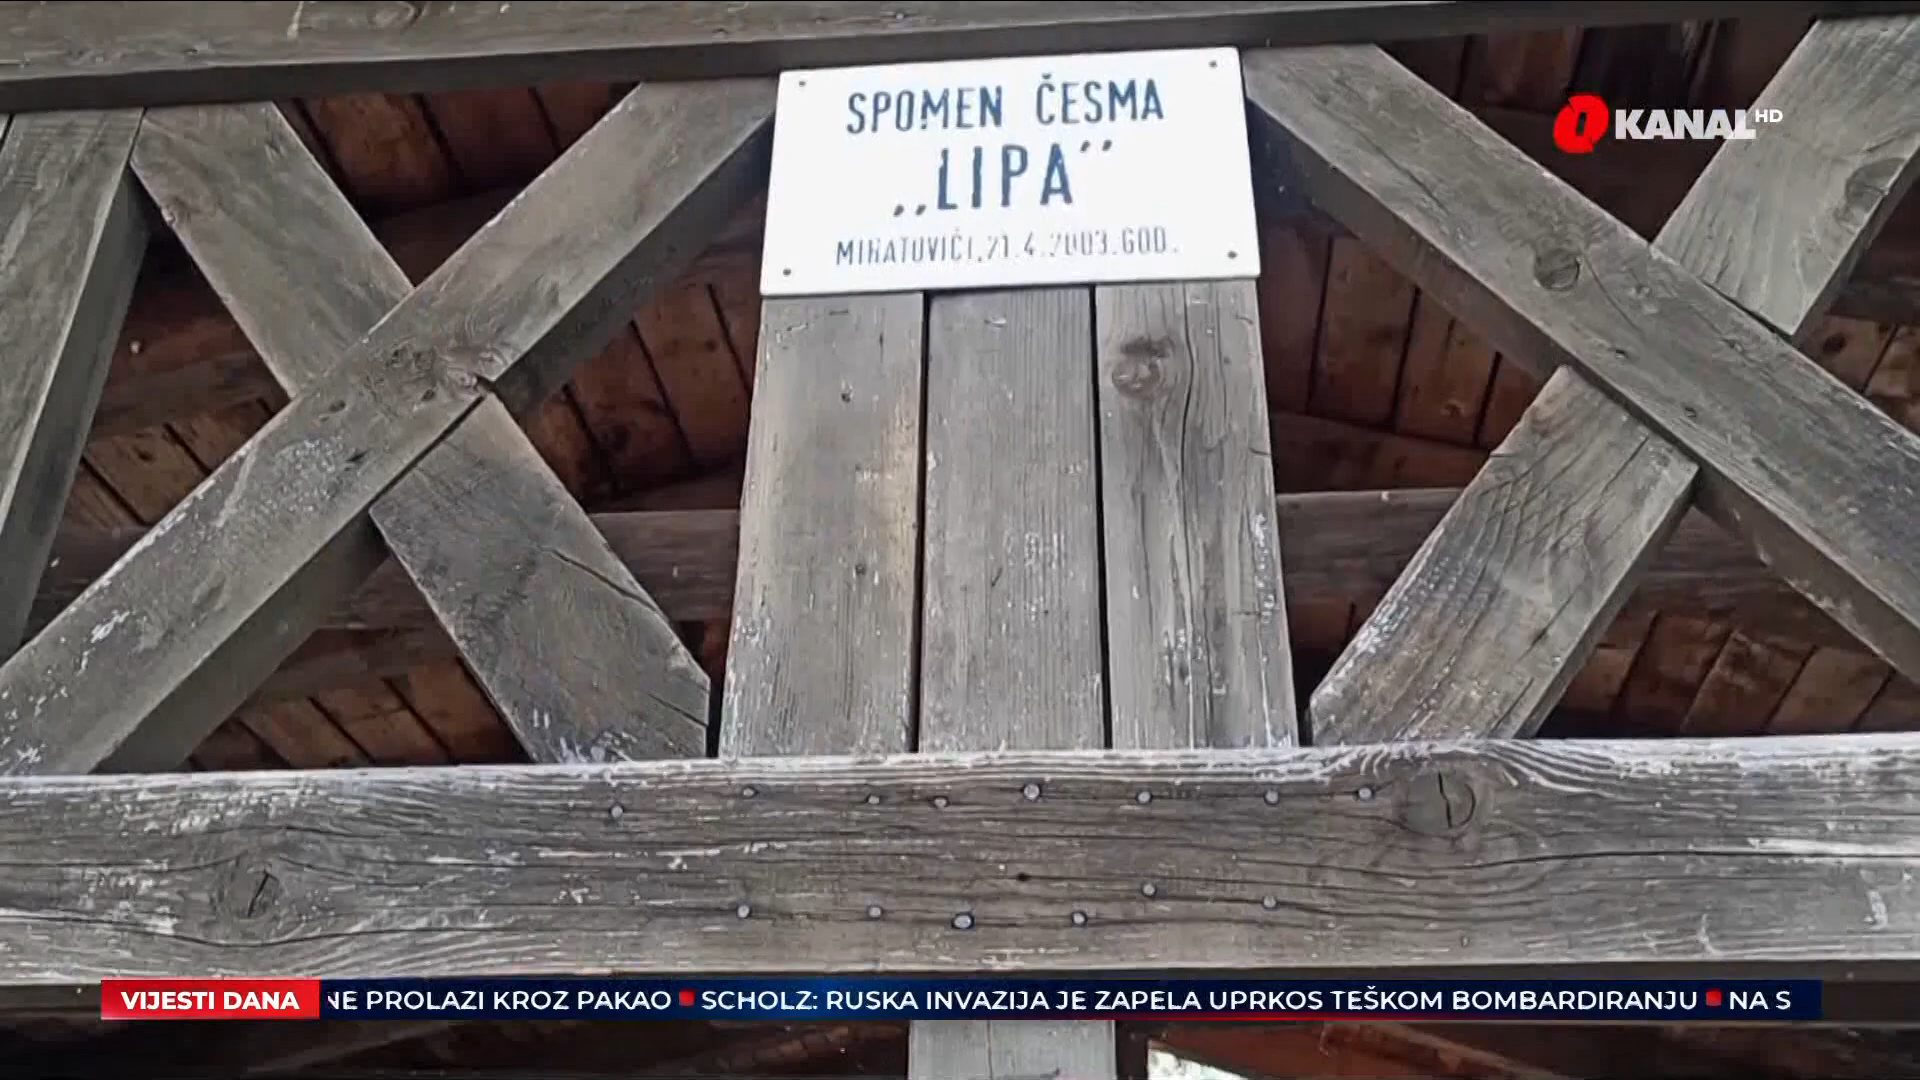 SPOMEN ČESMA
„LIPA”
MIRATOVIĆI, 21.4.2003.GOD.
O KANAL HD
VIJESTI DANA
NE PROLAZI KROZ PAKAO ▪ SCHOLZ: RUSKA INVAZIJA JE ZAPELA UPRKOS TEŠKOM BOMBARDIRANJU ▪ NA S